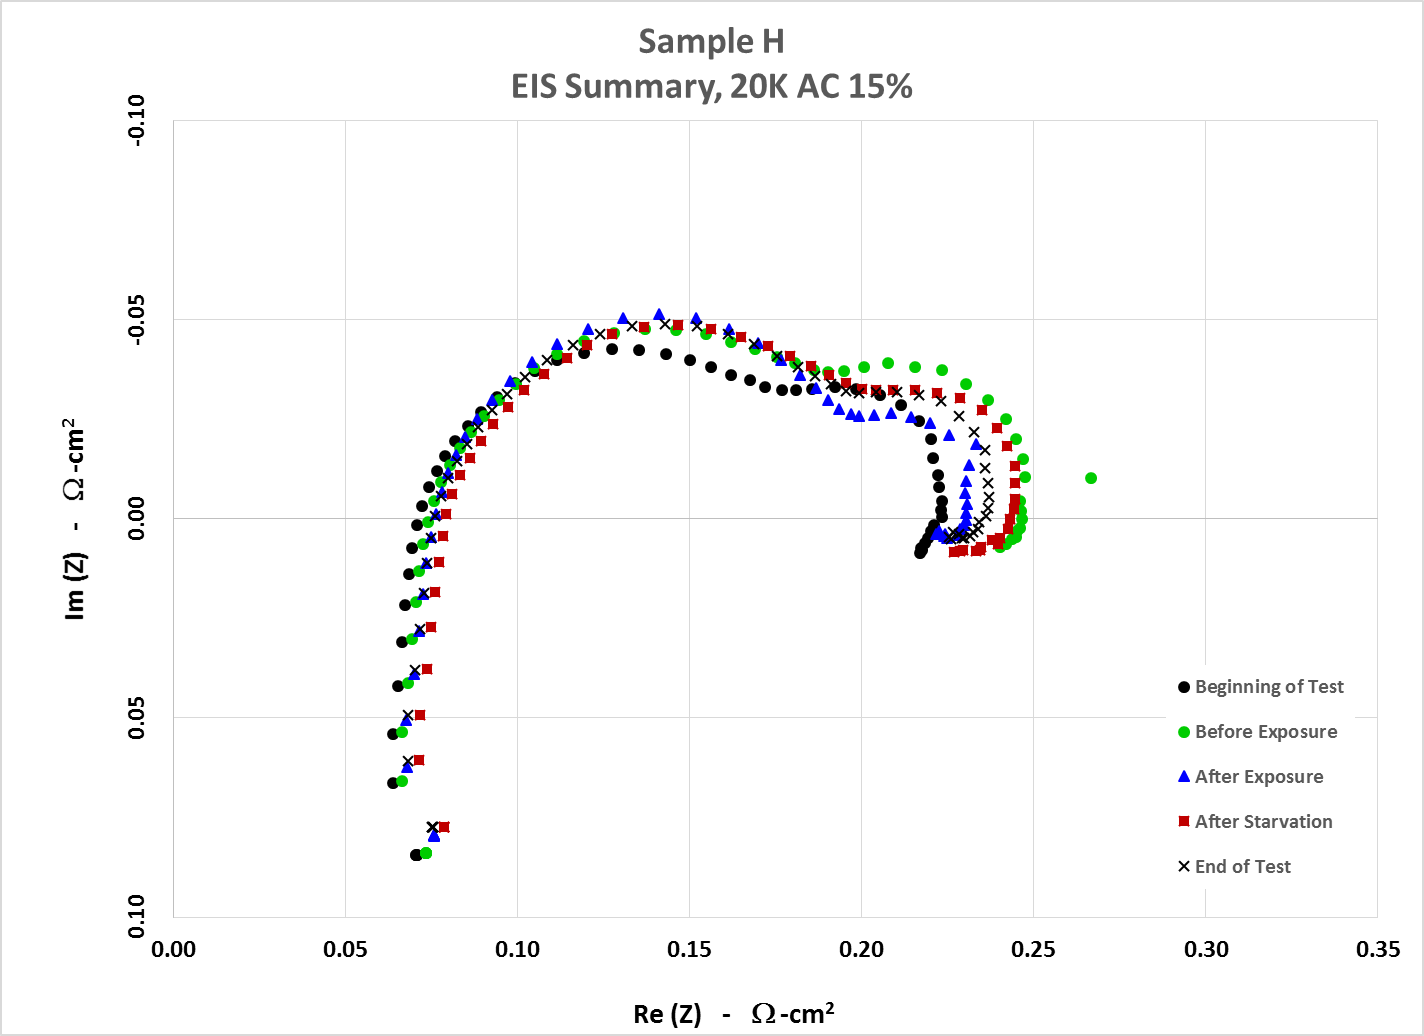 Sample H
EIS Summary, 20K AC 15%
-0.10
-0.05
0.00
0.05
0.10
Im (Z) - Ω -cm²
0.00 0.05 0.10 0.15 0.20 0.25 0.30 0.35
Re (Z) - Ω -cm²
Beginning of Test
Before Exposure
After Exposure
After Starvation
End of Test